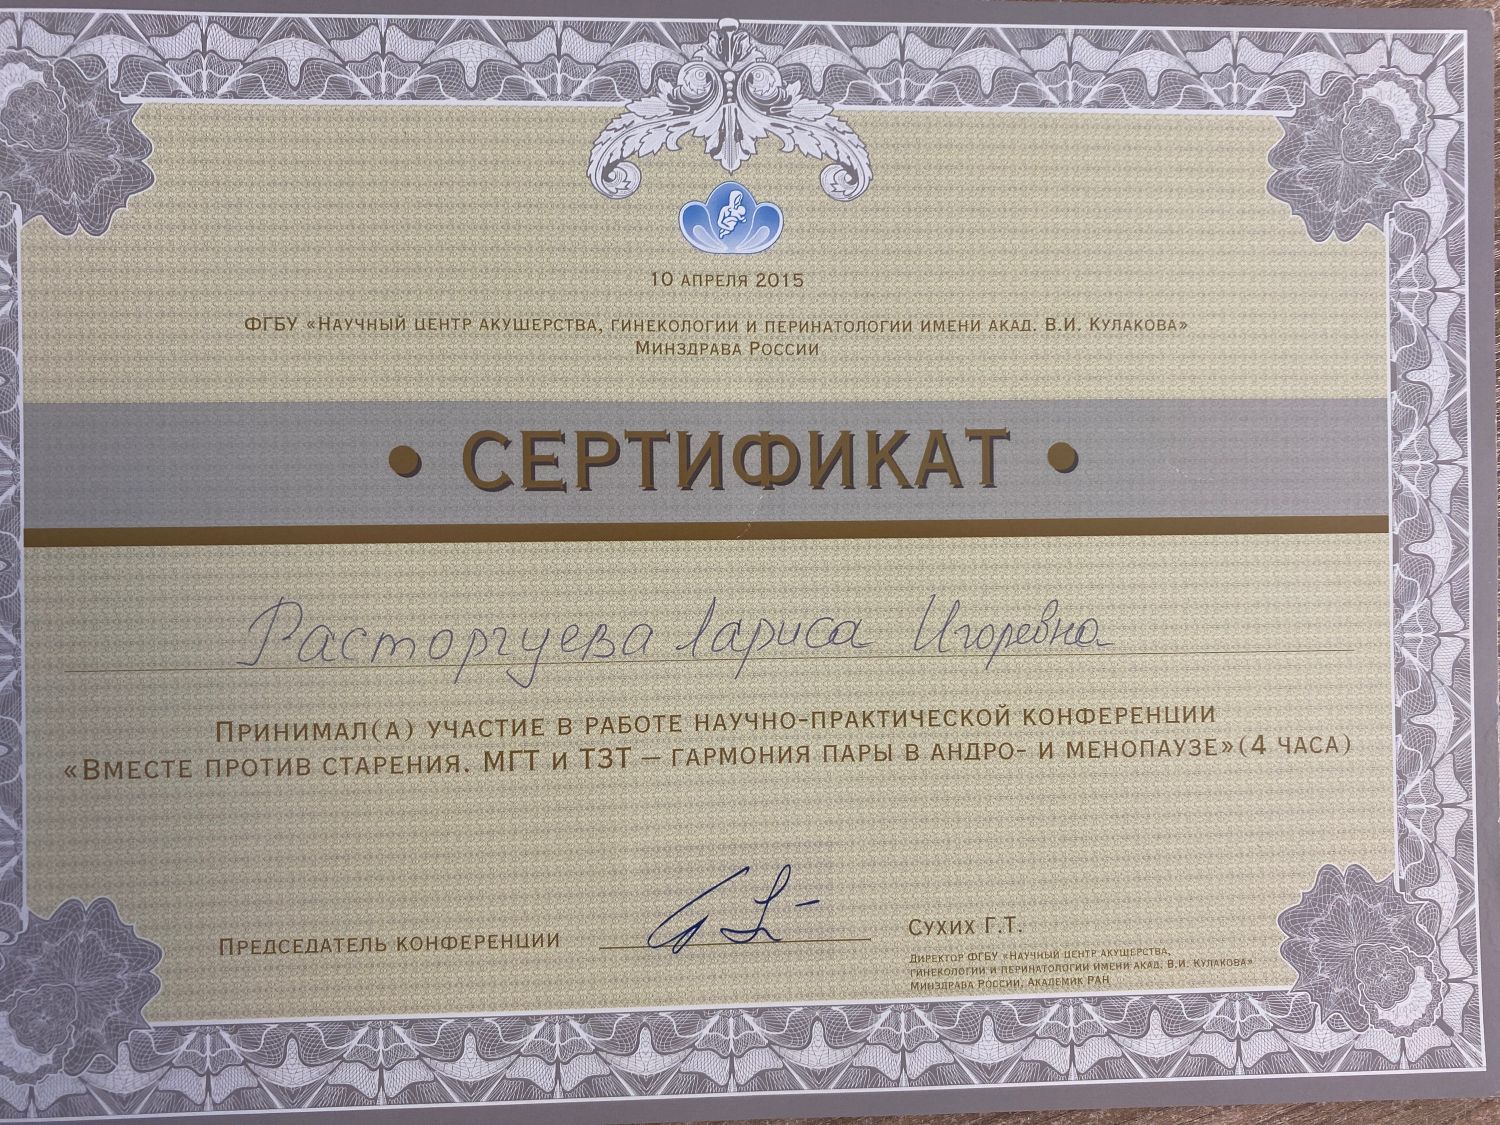 10 АПРЕЛЯ 2015
ФГБУ «НАУЧНЫЙ ЦЕНТР АКУШЕРСТВА, ГИНЕКОЛОГИИ И ПЕРИНАТОЛОГИИ ИМЕНИ АКАД. В.И. КУЛАКОВА»
МИНЗДРАВА РОССИИ
• СЕРТИФИКАТ •
Расторгуева Лариса Игоревна
ПРИНИМАЛ(А) УЧАСТИЕ В РАБОТЕ НАУЧНО-ПРАКТИЧЕСКОЙ КОНФЕРЕНЦИИ
«ВМЕСТЕ ПРОТИВ СТАРЕНИЯ. МГТ И ТЗТ – ГАРМОНИЯ ПАРЫ В АНДРО- И МЕНОПАУЗЕ»(4 ЧАСА)
ПРЕДСЕДАТЕЛЬ КОНФЕРЕНЦИИ
СУХИХ Г.Т.
ДИРЕКТОР ФГБУ «НАУЧНЫЙ ЦЕНТР АКУШЕРСТВА,
ГИНЕКОЛОГИИ И ПЕРИНАТОЛОГИИ ИМЕНИ АКАД. В.И. КУЛАКОВА»
МИНЗДРАВА РОССИИ, АКАДЕМИК РАН